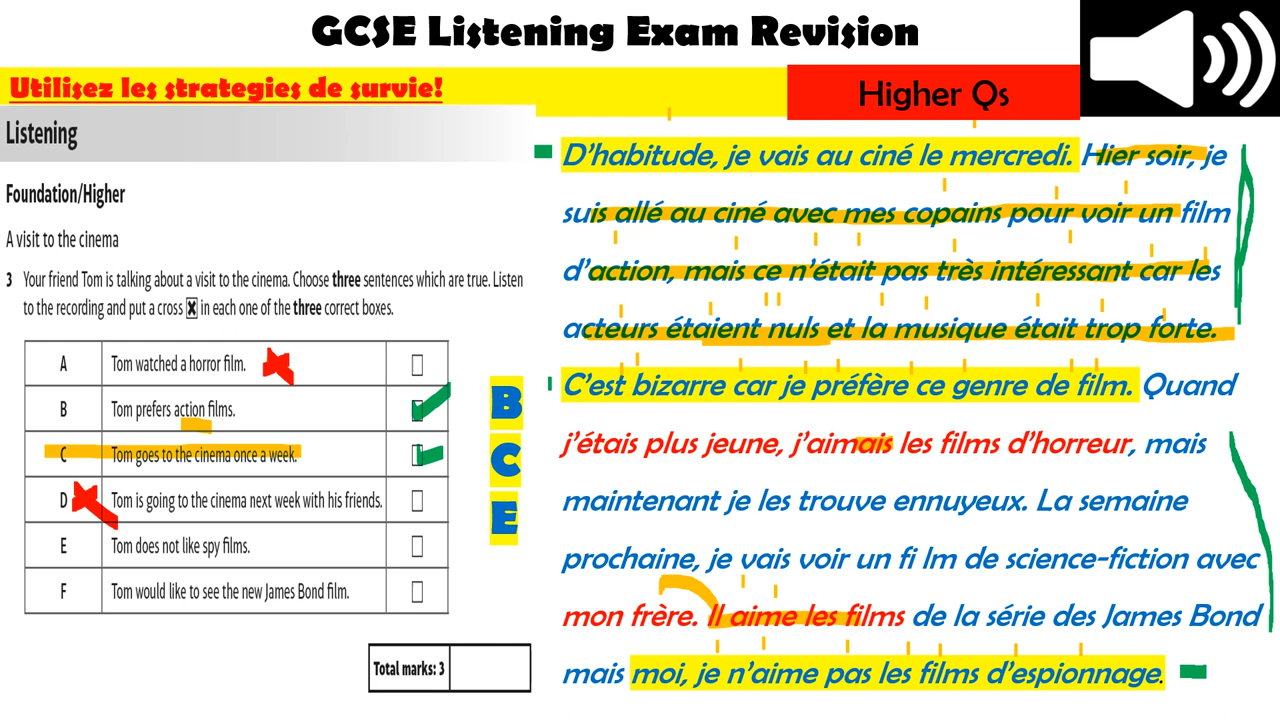 GCSE Listening Exam Revision
Utilisez les strategies de survie!
Higher Qs
Listening
Foundation/Higher
A visit to the cinema
3 Your friend Tom is talking about a visit to the cinema. Choose three sentences which are true. Listen
to the recording and put a cross ☒ in each one of the three correct boxes.
A Tom watched a horror film.
B Tom prefers action films.
C Tom goes to the cinema once a week.
D Tom is going to the cinema next week with his friends.
E Tom does not like spy films.
F Tom would like to see the new James Bond film.
Total marks: 3
B
C
E
D'habitude, je vais au ciné le mercredi. Hier soir, je
suis allé au ciné avec mes copains pour voir un film
d'action, mais ce n'était pas très intéressant car les
acteurs étaient nuls et la musique était trop forte.
C'est bizarre car je préfère ce genre de film. Quand
j'étais plus jeune, j'aimais les films d'horreur, mais
maintenant je les trouve ennuyeux. La semaine
prochaine, je vais voir un fi lm de science-fiction avec
mon frère. Il aime les films de la série des James Bond
mais moi, je n'aime pas les films d'espionnage.